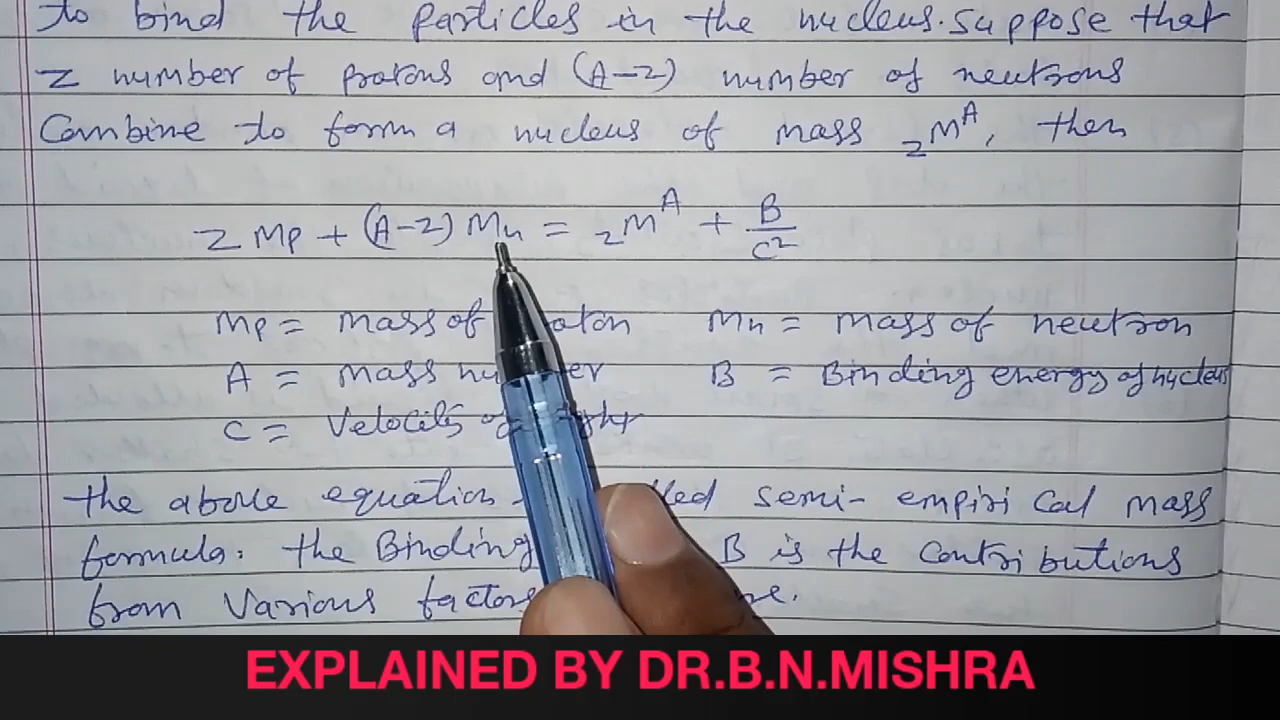 to bind the particles in the nucleus. suppose that
Z number of protons and (A-Z) number of neutrons
Combine to form a nucleus of mass ZMᴬ, then
Z Mp + (A-Z) Mn = ZMᴬ + B/c²
Mp = mass of Mn = mass of neutron
A = mass B = Binding energy of nucleus
C = Velocity
the above equation semi-empirical mass
formula: the Binding B is the contributions
from various factors
EXPLAINED BY DR.B.N.MISHRA